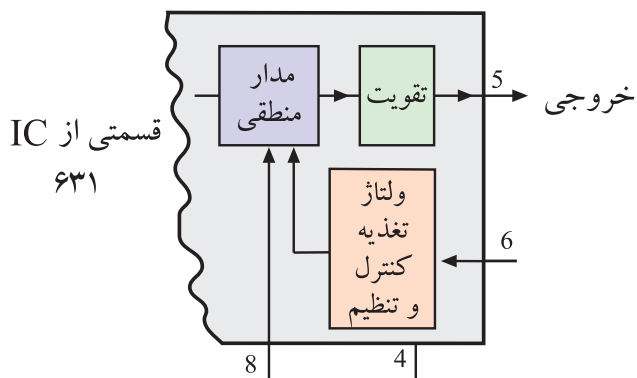 مدار
منطقی
تقویت
5
خروجی
قسمتی از IC
۶۳۱
ولتاژ
تغذیه
کنترل
و تنظیم
6
8
4